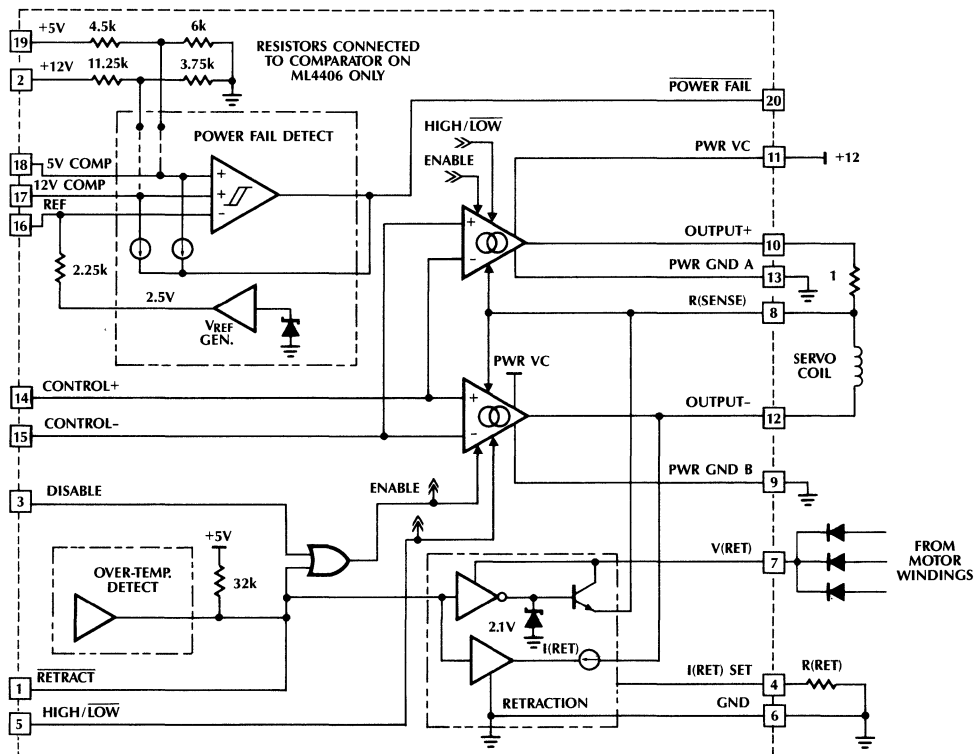 19 +5V 4.5k 6k
2 +12V 11.25k 3.75k
RESISTORS CONNECTED
TO COMPARATOR ON
ML4406 ONLY
POWER FAIL 20
POWER FAIL DETECT
HIGH/LOW
ENABLE
PWR VC 11 +12
18 5V COMP
17 12V COMP
16 REF
+
+
-
+
-
OUTPUT+ 10
PWR GND A 13
1
2.25k
2.5V
VREF
GEN.
R(SENSE) 8
SERVO
COIL
PWR VC
14 CONTROL+
15 CONTROL-
+
-
OUTPUT- 12
PWR GND B 9
3 DISABLE
ENABLE
+5V
32k
OVER-TEMP.
DETECT
V(RET) 7
FROM
MOTOR
WINDINGS
2.1V
I(RET)
RETRACTION
1 RETRACT
5 HIGH/LOW
I(RET) SET 4 R(RET)
GND 6